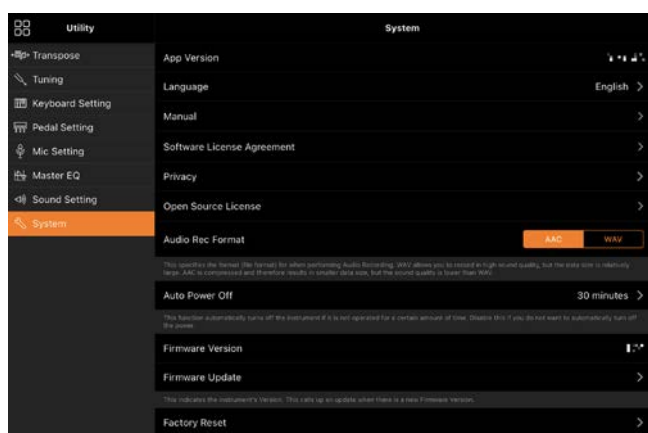 Utility
System
Transpose
Tuning
Keyboard Setting
Pedal Setting
Mic Setting
Master EQ
Sound Setting
System
App Version
Language English
Manual
Software License Agreement
Privacy
Open Source License
Audio Rec Format AAC WAV
This specifies the format (file format) for when performing Audio Recording. WAV allows you to record in high sound quality, but the data size is relatively
large. AAC is compressed and therefore results in smaller data size, but the sound quality is lower than WAV.
Auto Power Off 30 minutes
This function automatically turns off the instrument if it is not operated for a certain amount of time. Disable this if you do not want to automatically turn off
the power.
Firmware Version
Firmware Update
This indicates the instrument's Version. This calls up an update when there is a new Firmware Version.
Factory Reset